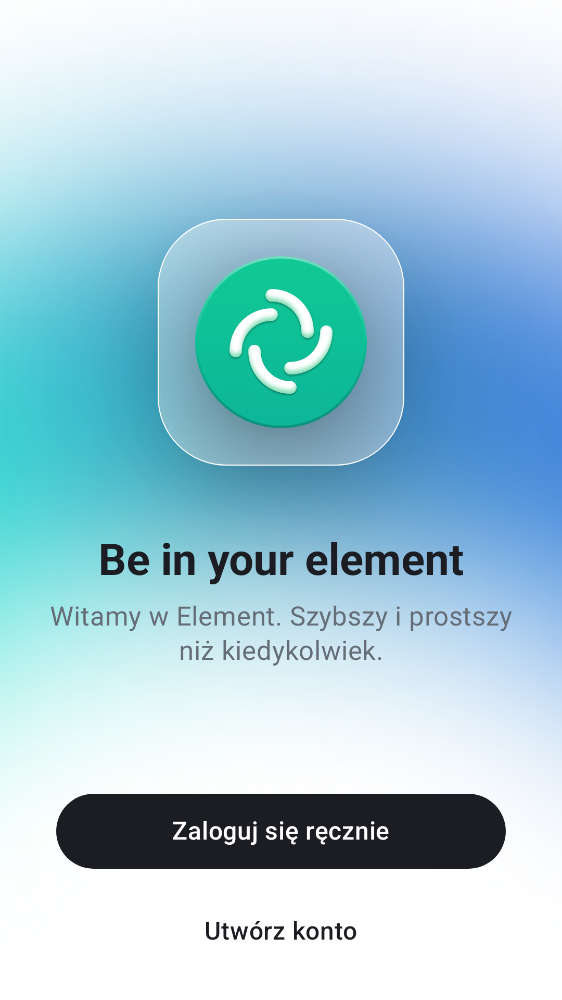 Be in your element
Witamy w Element. Szybszy i prostszy
niż kiedykolwiek.
Zaloguj się ręcznie
Utwórz konto